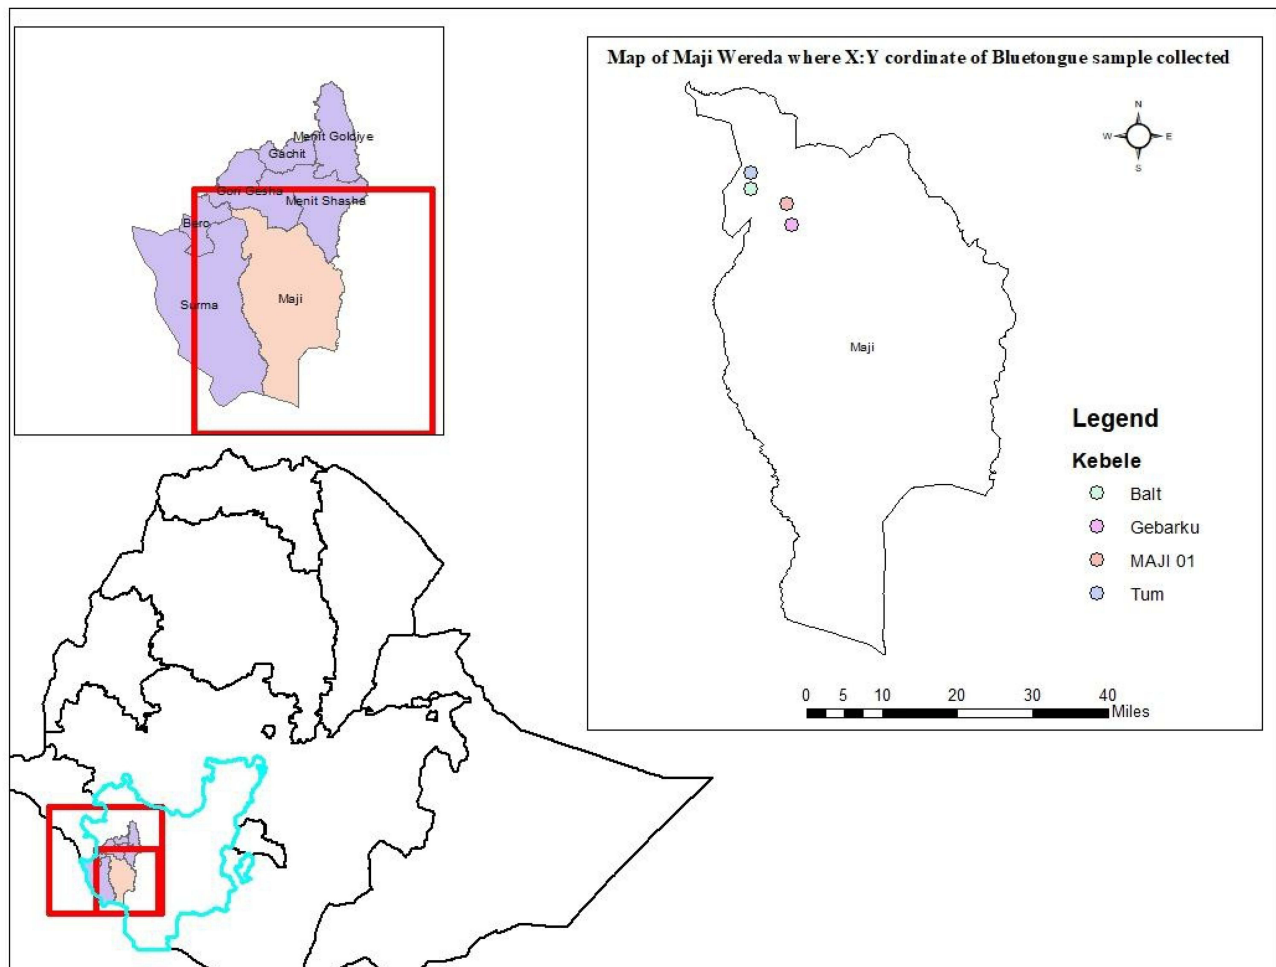 Menit Goldiye
Gachit
Gori Gesha
Menit Shasha
Bero
Surma
Maji
Map of Maji Wereda where X:Y cordinate of Bluetongue sample collected
N
W E
S
Maji
Legend
Kebele
Balt
Gebarku
MAJI 01
Tum
0 5 10 20 30 40
Miles